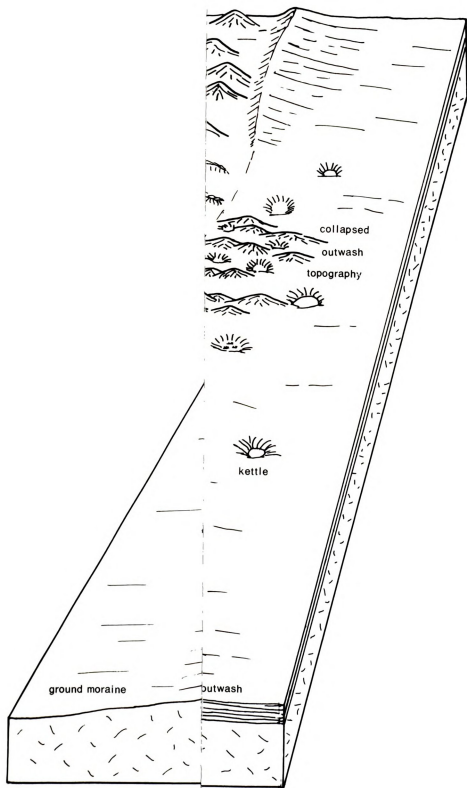 collapsed
outwash
topography
kettle
ground moraine
outwash